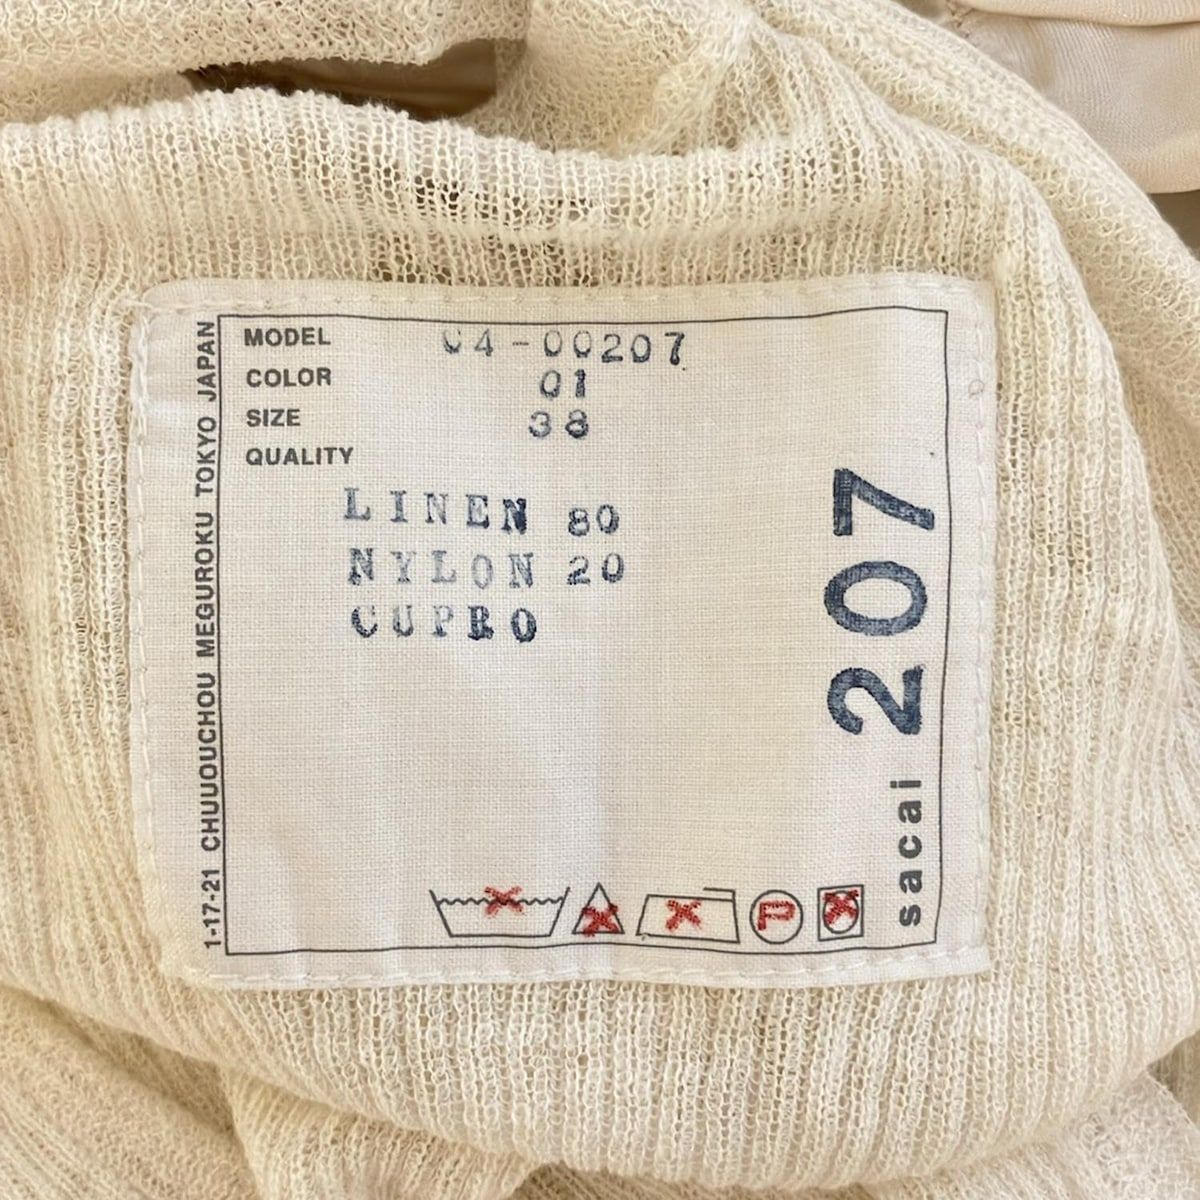 MODEL 04-00207
COLOR 01
SIZE 38
QUALITY
LINEN 80
NYLON 20
CUPRO
1-17-21 CHUUOUCHOU MEGUROKU TOKYO JAPAN
sacai 207
P